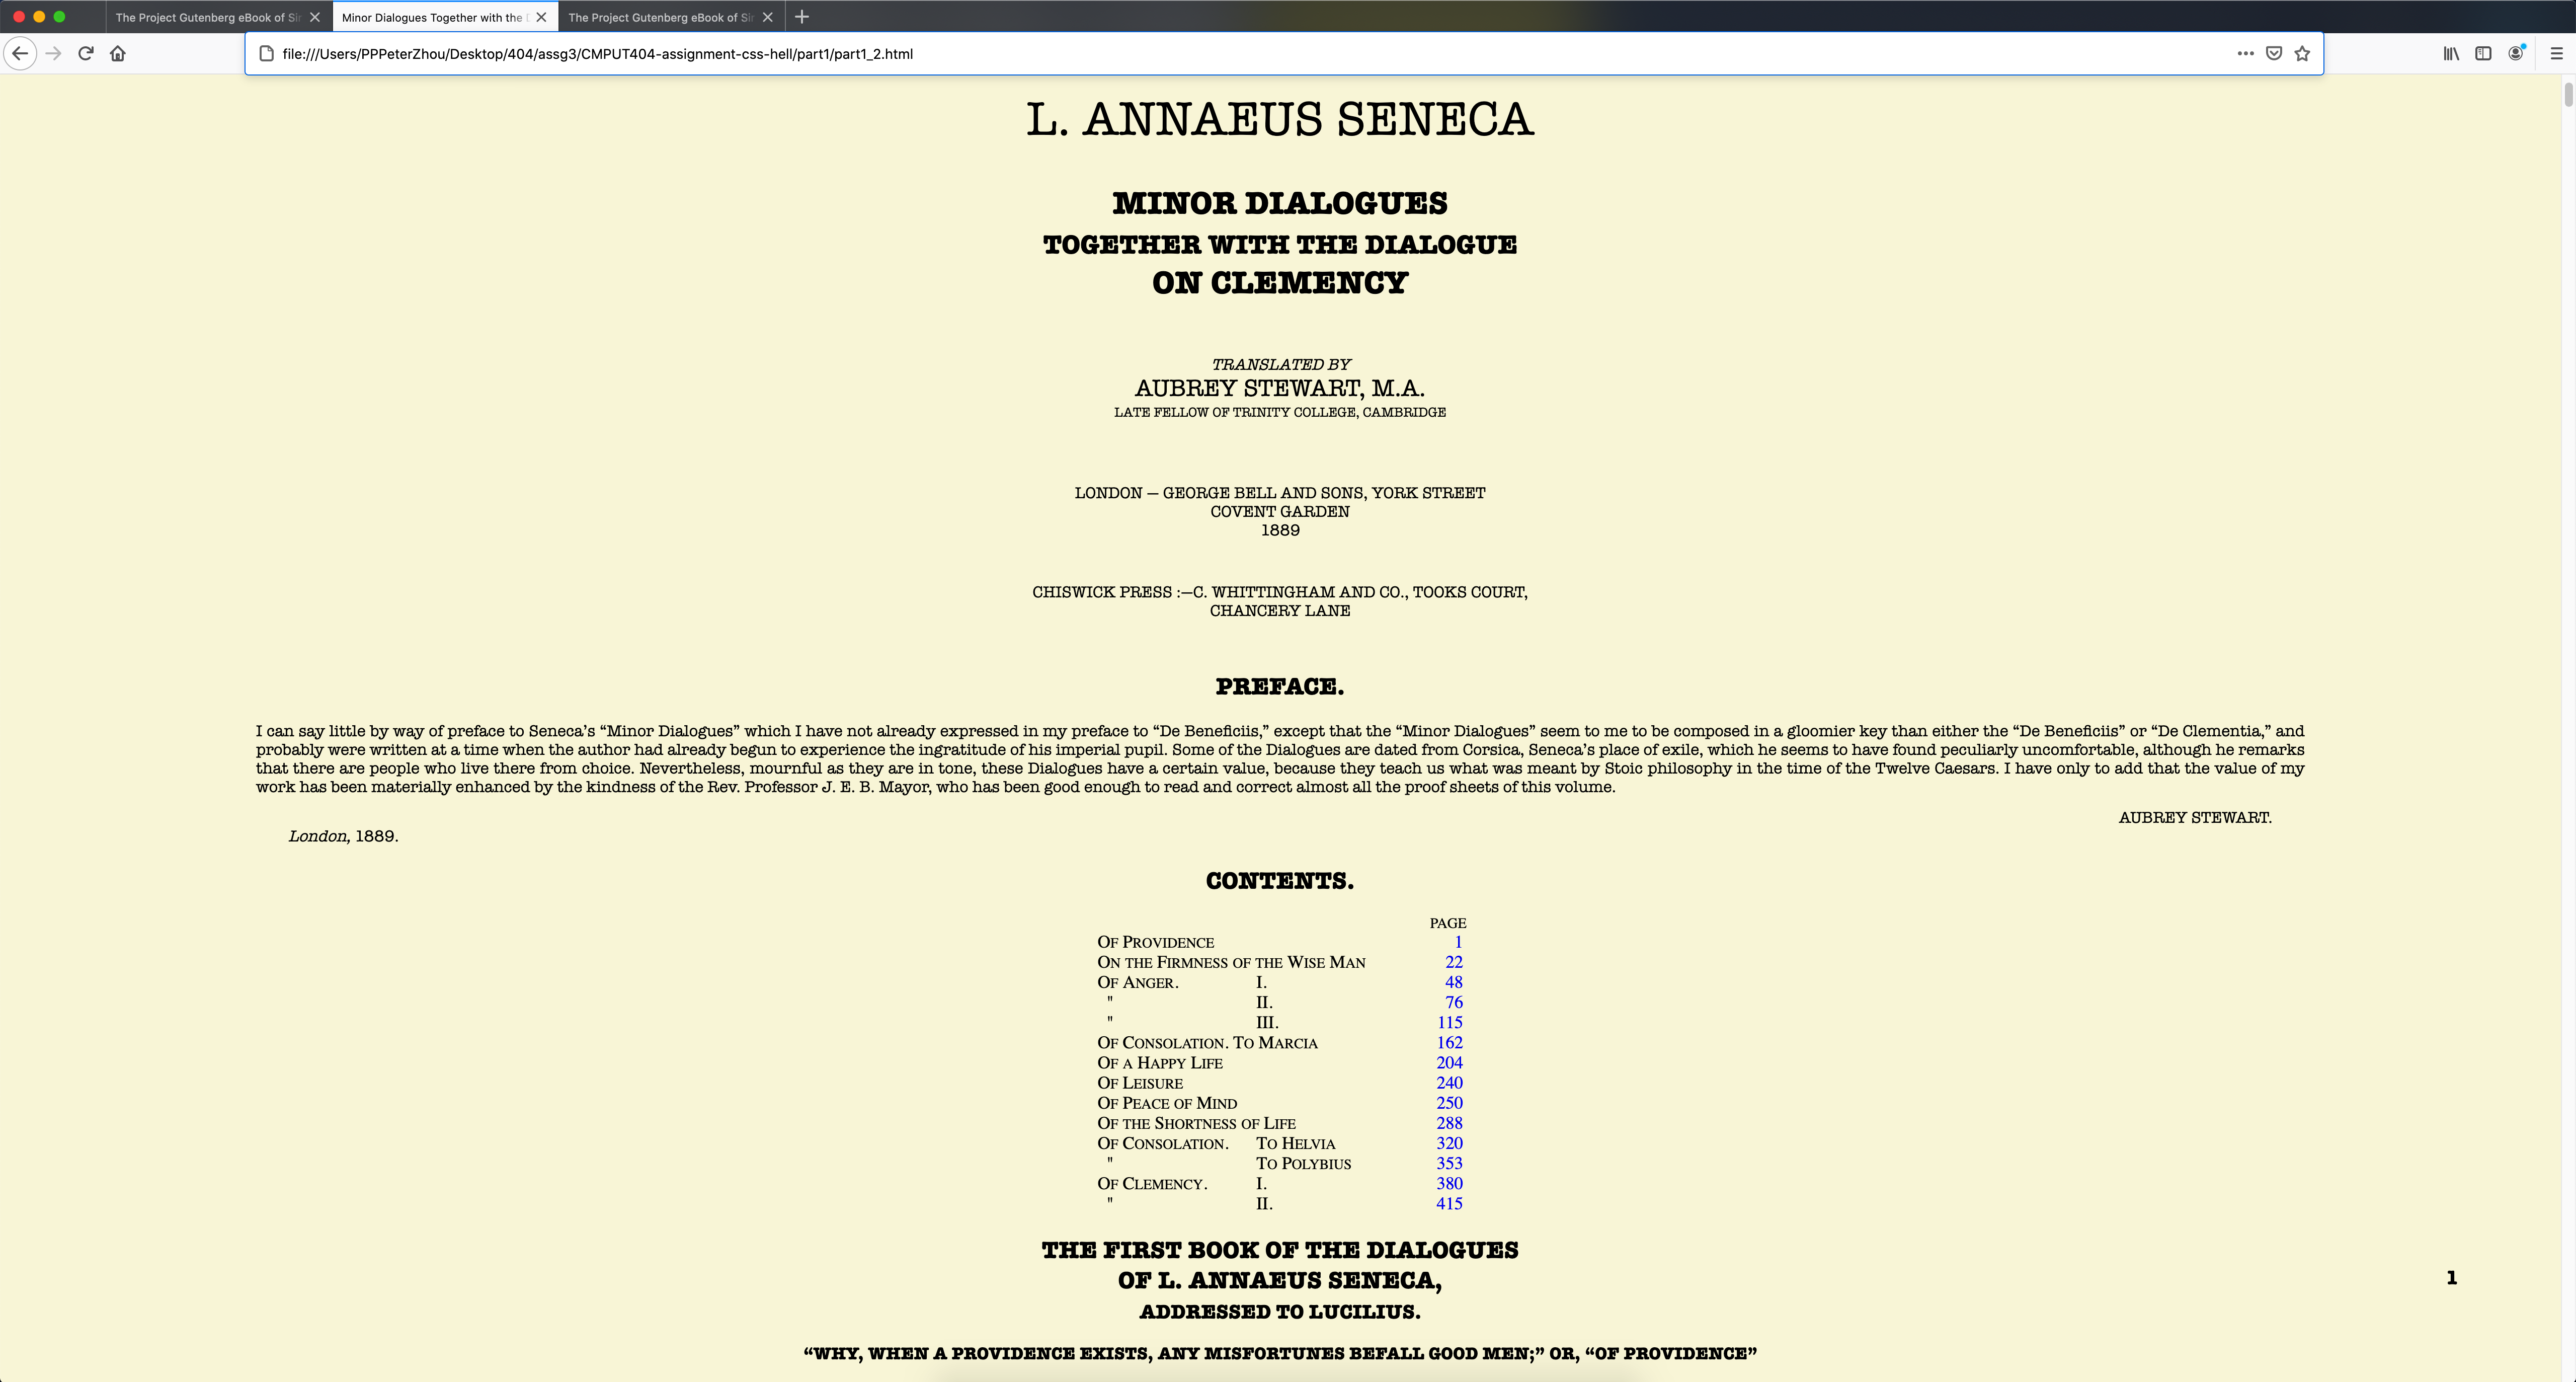 The Project Gutenberg eBook of Sir
Minor Dialogues Together with the
The Project Gutenberg eBook of Sir
file:///Users/PPPeterZhou/Desktop/404/assg3/CMPUT404-assignment-css-hell/part1/part1_2.html
L. ANNAEUS SENECA
MINOR DIALOGUES
TOGETHER WITH THE DIALOGUE
ON CLEMENCY
TRANSLATED BY
AUBREY STEWART, M.A.
LATE FELLOW OF TRINITY COLLEGE, CAMBRIDGE
LONDON — GEORGE BELL AND SONS, YORK STREET
COVENT GARDEN
1889
CHISWICK PRESS :—C. WHITTINGHAM AND CO., TOOKS COURT,
CHANCERY LANE
PREFACE.
I can say little by way of preface to Seneca’s “Minor Dialogues” which I have not already expressed in my preface to “De Beneficiis,” except that the “Minor Dialogues” seem to me to be composed in a gloomier key than either the “De Beneficiis” or “De Clementia,” and
probably were written at a time when the author had already begun to experience the ingratitude of his imperial pupil. Some of the Dialogues are dated from Corsica, Seneca’s place of exile, which he seems to have found peculiarly uncomfortable, although he remarks
that there are people who live there from choice. Nevertheless, mournful as they are in tone, these Dialogues have a certain value, because they teach us what was meant by Stoic philosophy in the time of the Twelve Caesars. I have only to add that the value of my
work has been materially enhanced by the kindness of the Rev. Professor J. E. B. Mayor, who has been good enough to read and correct almost all the proof sheets of this volume.
AUBREY STEWART.
London, 1889.
CONTENTS.
PAGE
OF PROVIDENCE 1
ON THE FIRMNESS OF THE WISE MAN 22
OF ANGER. I. 48
" II. 76
" III. 115
OF CONSOLATION. TO MARCIA 162
OF A HAPPY LIFE 204
OF LEISURE 240
OF PEACE OF MIND 250
OF THE SHORTNESS OF LIFE 288
OF CONSOLATION. TO HELVIA 320
" TO POLYBIUS 353
OF CLEMENCY. I. 380
" II. 415
THE FIRST BOOK OF THE DIALOGUES
OF L. ANNAEUS SENECA,
1
ADDRESSED TO LUCILIUS.
“WHY, WHEN A PROVIDENCE EXISTS, ANY MISFORTUNES BEFALL GOOD MEN;” OR, “OF PROVIDENCE”